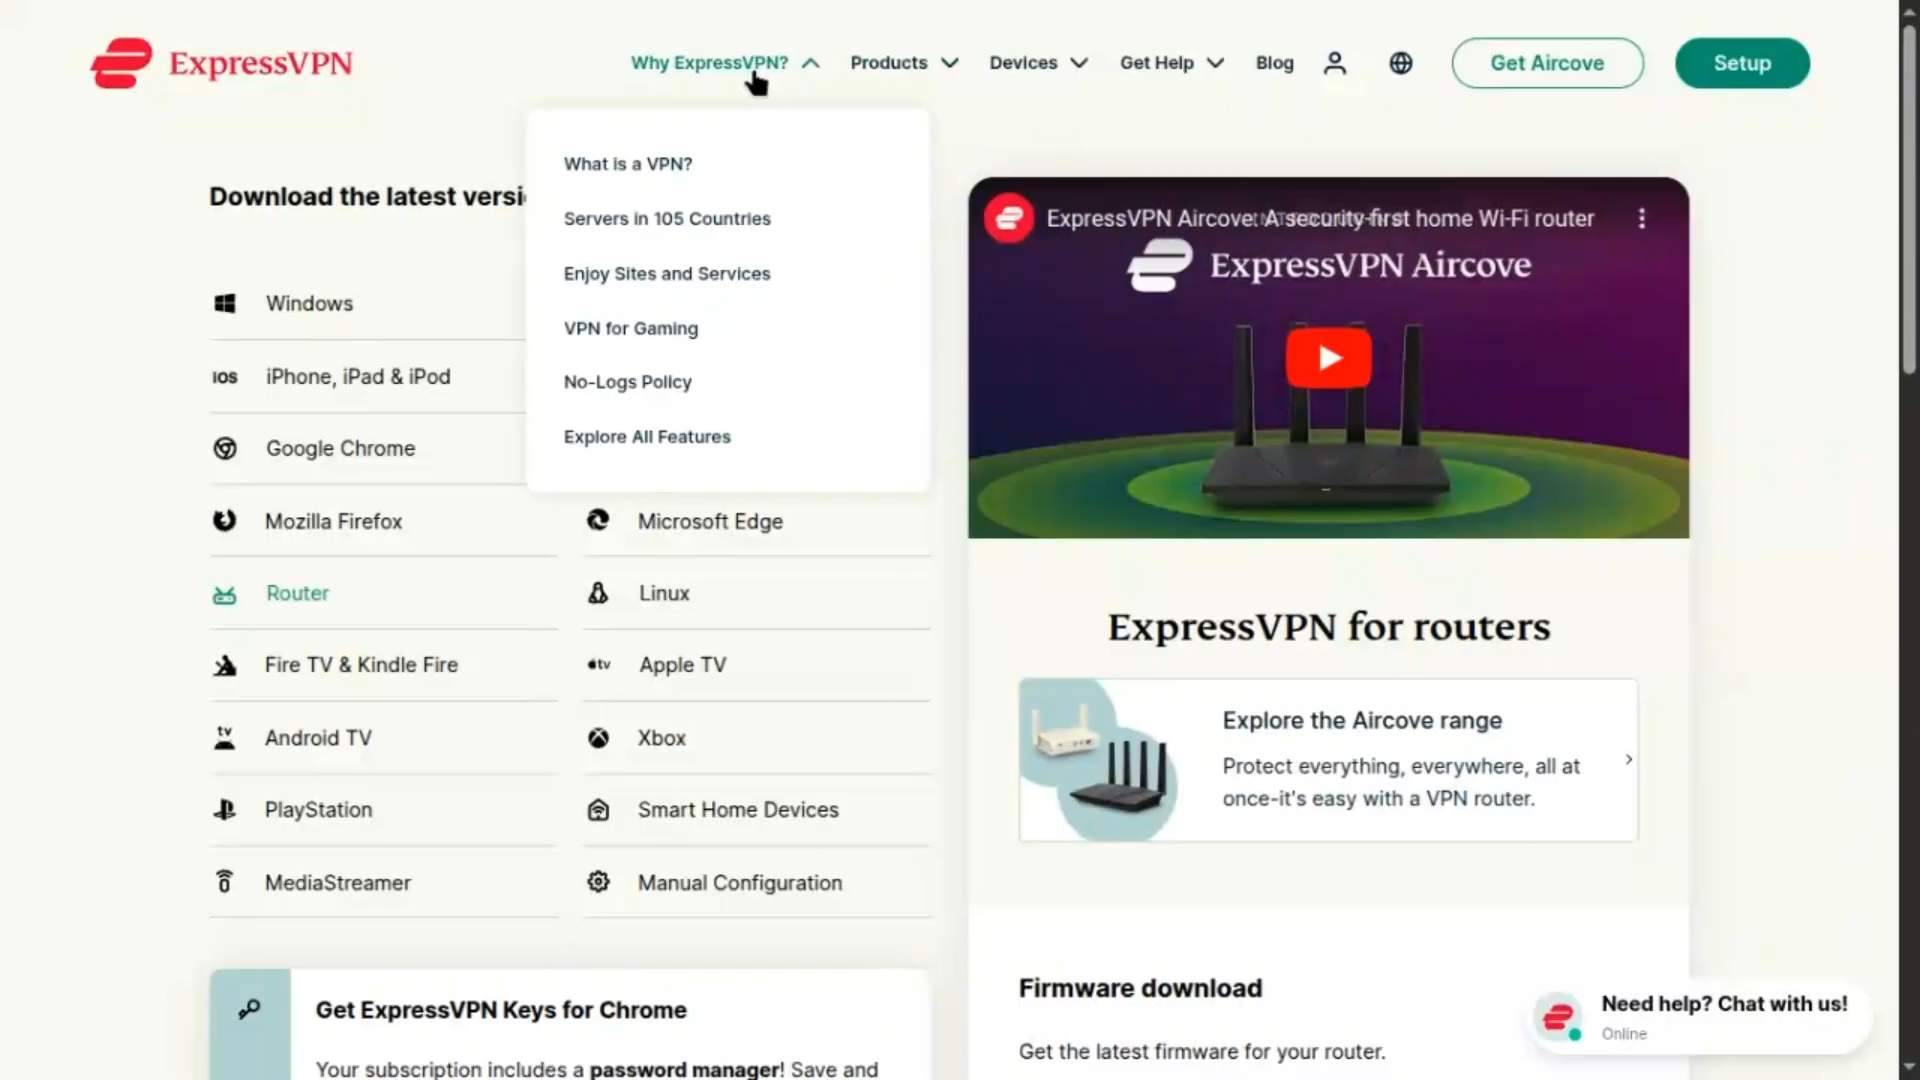 ExpressVPN
Why ExpressVPN?
Products
Devices
Get Help
Blog
Get Aircove
Setup
What is a VPN?
Servers in 105 Countries
Enjoy Sites and Services
VPN for Gaming
No-Logs Policy
Explore All Features
Download the latest versi
Windows
iOS iPhone, iPad & iPod
Google Chrome
Mozilla Firefox
Microsoft Edge
Router
Linux
Fire TV & Kindle Fire
tv Apple TV
tv Android TV
Xbox
PlayStation
Smart Home Devices
MediaStreamer
Manual Configuration
Get ExpressVPN Keys for Chrome
Your subscription includes a password manager! Save and
ExpressVPN Aircove: A security-first home Wi-Fi router
ExpressVPN Aircove
ExpressVPN for routers
Explore the Aircove range
Protect everything, everywhere, all at
once-it's easy with a VPN router.
Firmware download
Get the latest firmware for your router.
Need help? Chat with us!
Online